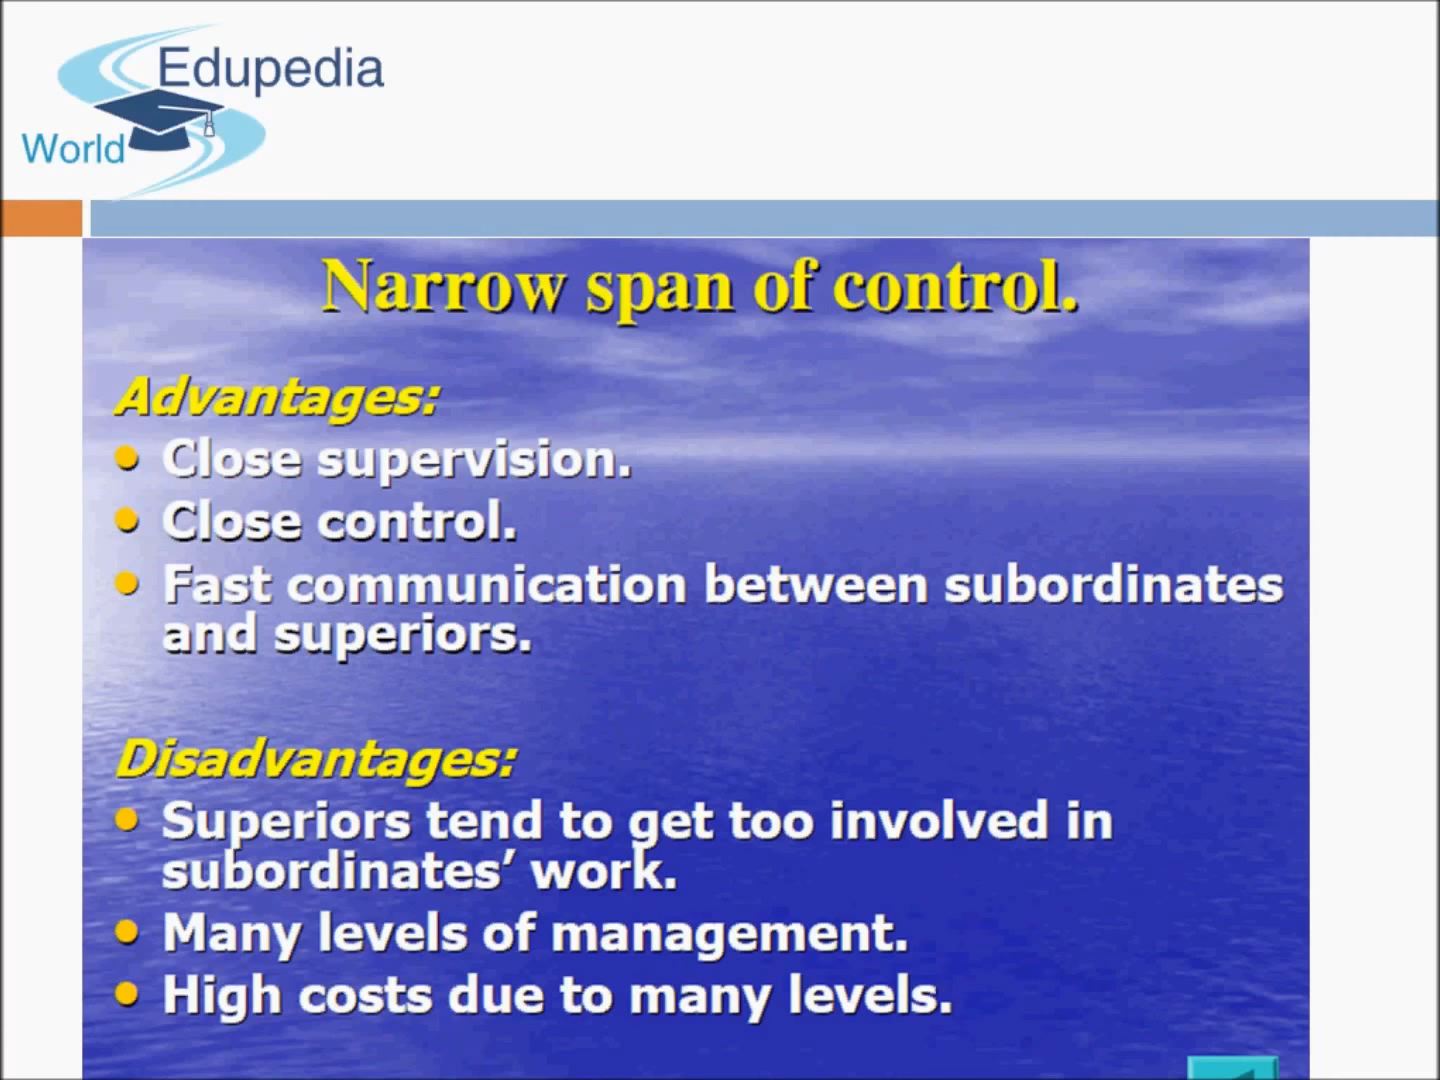 Edupedia
World
Narrow span of control.
Advantages:
• Close supervision.
• Close control.
• Fast communication between subordinates
and superiors.
Disadvantages:
• Superiors tend to get too involved in
subordinates’ work.
• Many levels of management.
• High costs due to many levels.